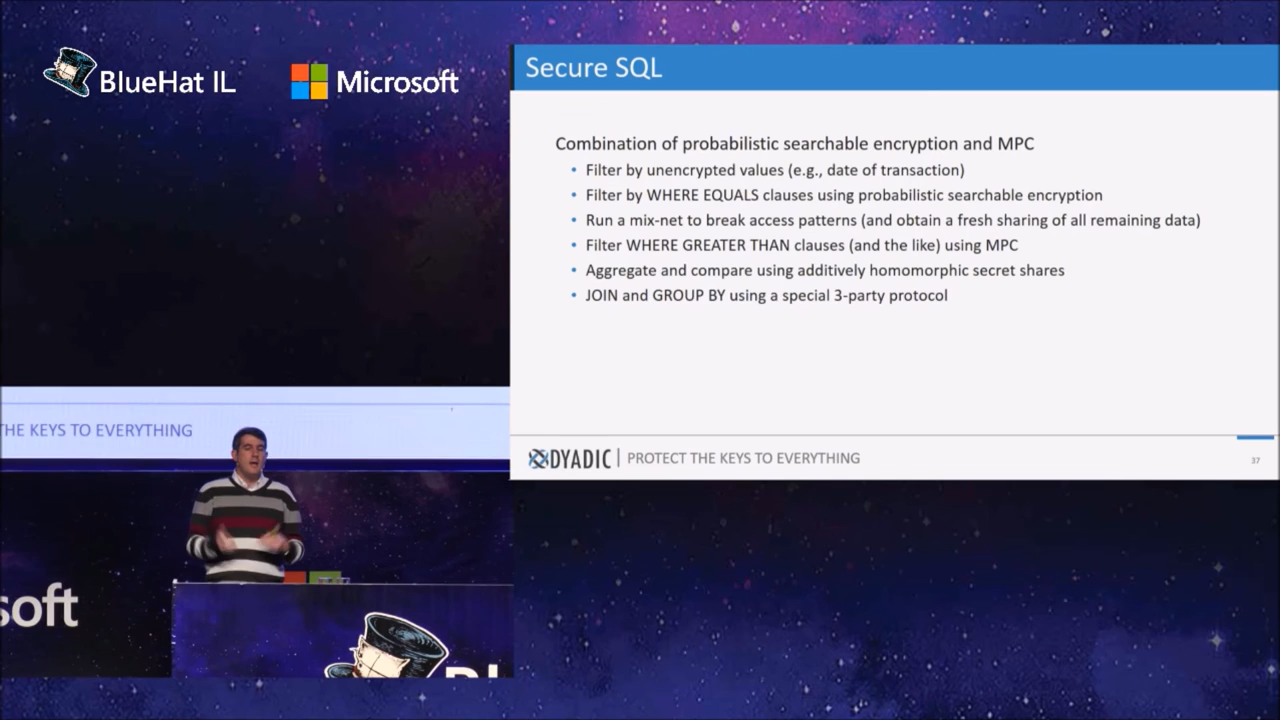 BlueHat IL
Microsoft
Secure SQL
Combination of probabilistic searchable encryption and MPC
• Filter by unencrypted values (e.g., date of transaction)
• Filter by WHERE EQUALS clauses using probabilistic searchable encryption
• Run a mix-net to break access patterns (and obtain a fresh sharing of all remaining data)
• Filter WHERE GREATER THAN clauses (and the like) using MPC
• Aggregate and compare using additively homomorphic secret shares
• JOIN and GROUP BY using a special 3-party protocol
DYADIC | PROTECT THE KEYS TO EVERYTHING
37
THE KEYS TO EVERYTHING
soft